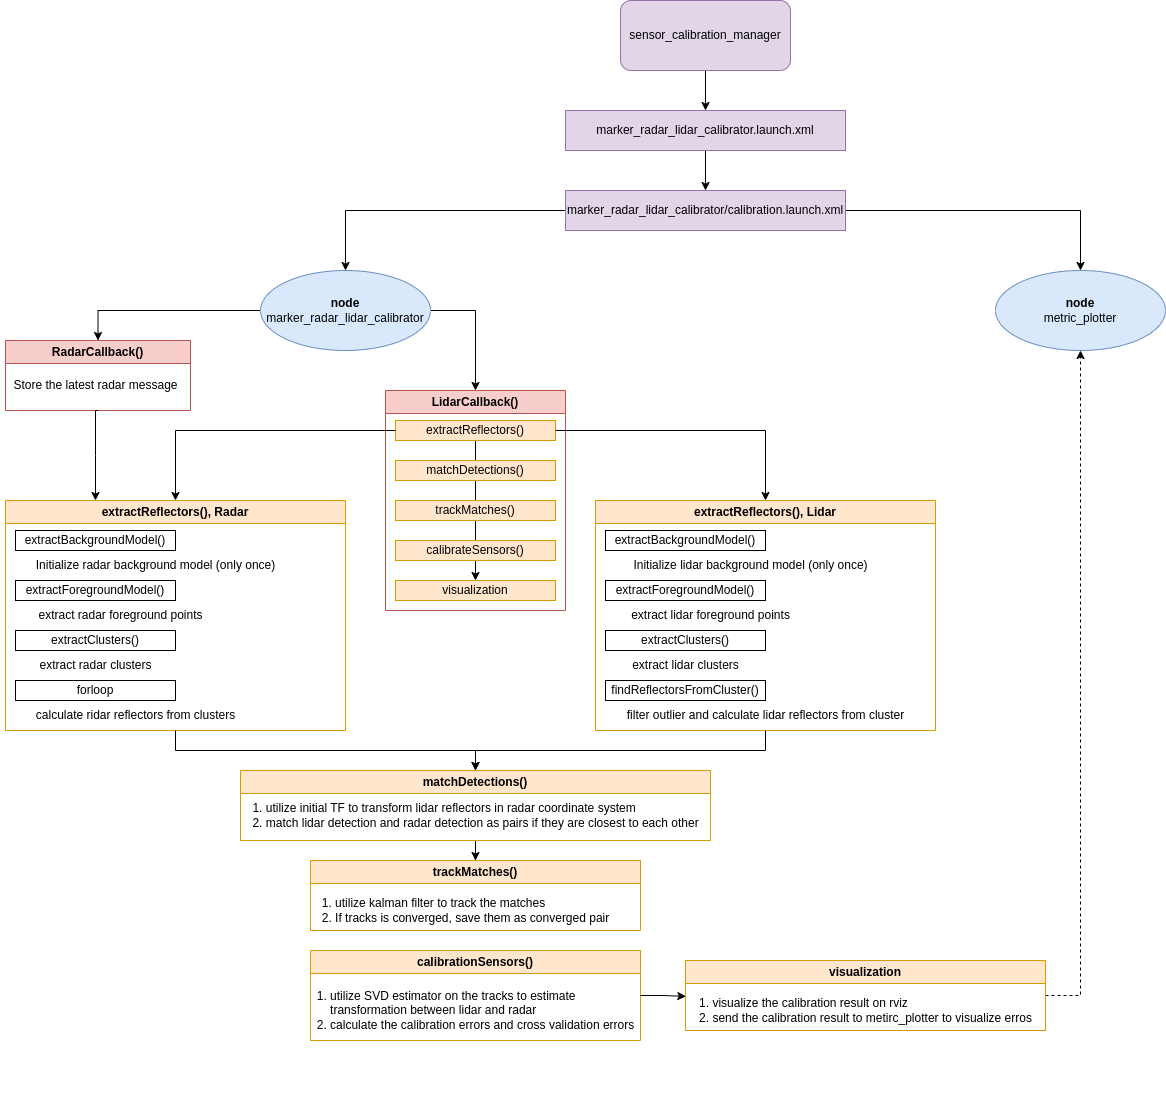 sensor_calibration_manager
marker_radar_lidar_calibrator.launch.xml
marker_radar_lidar_calibrator/calibration.launch.xml
node
marker_radar_lidar_calibrator
node
metric_plotter
RadarCallback()
Store the latest radar message
LidarCallback()
extractReflectors()
matchDetections()
trackMatches()
calibrateSensors()
visualization
extractReflectors(), Radar
extractBackgroundModel()
Initialize radar background model (only once)
extractForegroundModel()
extract radar foreground points
extractClusters()
extract radar clusters
forloop
calculate ridar reflectors from clusters
extractReflectors(), Lidar
extractBackgroundModel()
Initialize lidar background model (only once)
extractForegroundModel()
extract lidar foreground points
extractClusters()
extract lidar clusters
findReflectorsFromCluster()
filter outlier and calculate lidar reflectors from cluster
matchDetections()
1. utilize initial TF to transform lidar reflectors in radar coordinate system
2. match lidar detection and radar detection as pairs if they are closest to each other
trackMatches()
1. utilize kalman filter to track the matches
2. If tracks is converged, save them as converged pair
calibrationSensors()
1. utilize SVD estimator on the tracks to estimate
transformation between lidar and radar
2. calculate the calibration errors and cross validation errors
visualization
1. visualize the calibration result on rviz
2. send the calibration result to metirc_plotter to visualize erros